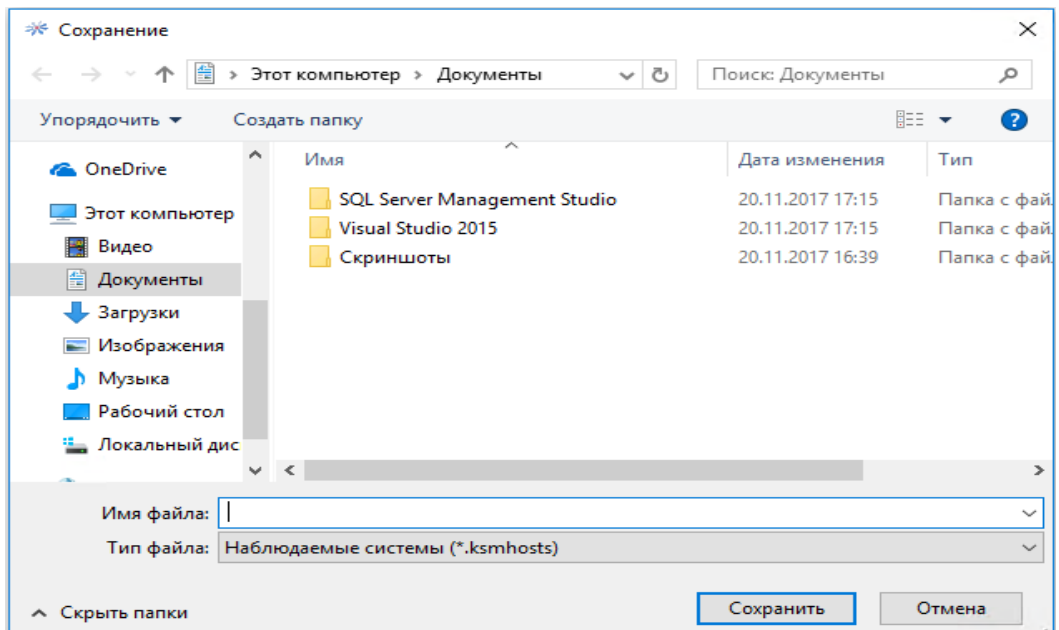 Сохранение
Этот компьютер > Документы
Поиск: Документы
Упорядочить
Создать папку
Имя
Дата изменения
Тип
OneDrive
Этот компьютер
Видео
Документы
Загрузки
Изображения
Музыка
Рабочий стол
Локальный дис
SQL Server Management Studio 20.11.2017 17:15 Папка с фай
Visual Studio 2015 20.11.2017 17:15 Папка с фай
Скриншоты 20.11.2017 16:39 Папка с фай
Имя файла:
Тип файла: Наблюдаемые системы (*.ksmhosts)
Скрыть папки
Сохранить
Отмена